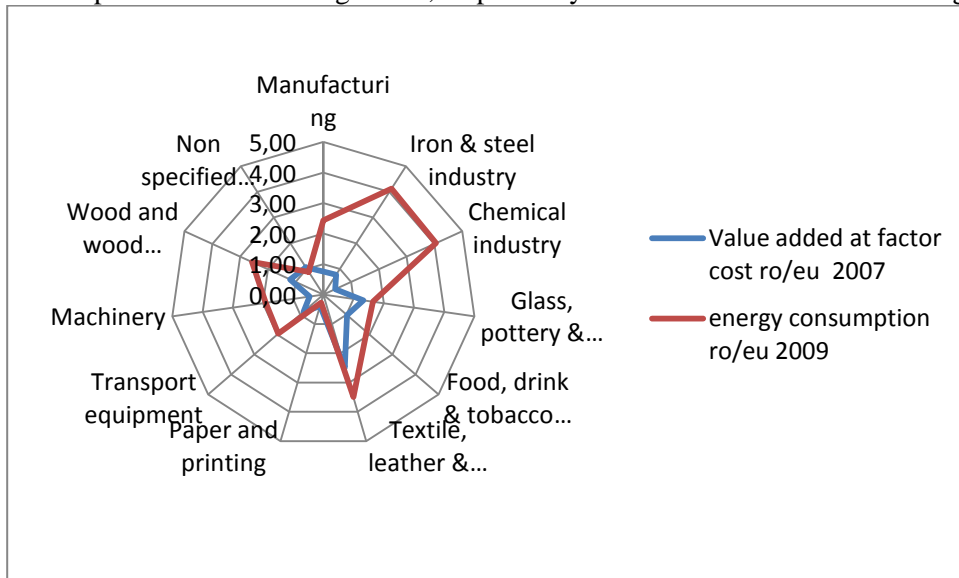 Manufacturi
ng
5,00
4,00
3,00
2,00
1,00
0,00
Iron & steel
industry
Chemical
industry
Glass,
pottery &...
Food, drink
& tobacco...
Textile,
leather &...
Paper and
printing
Transport
equipment
Machinery
Wood and
wood...
Non
specified...
Value added at factor
cost ro/eu 2007
energy consumption
ro/eu 2009